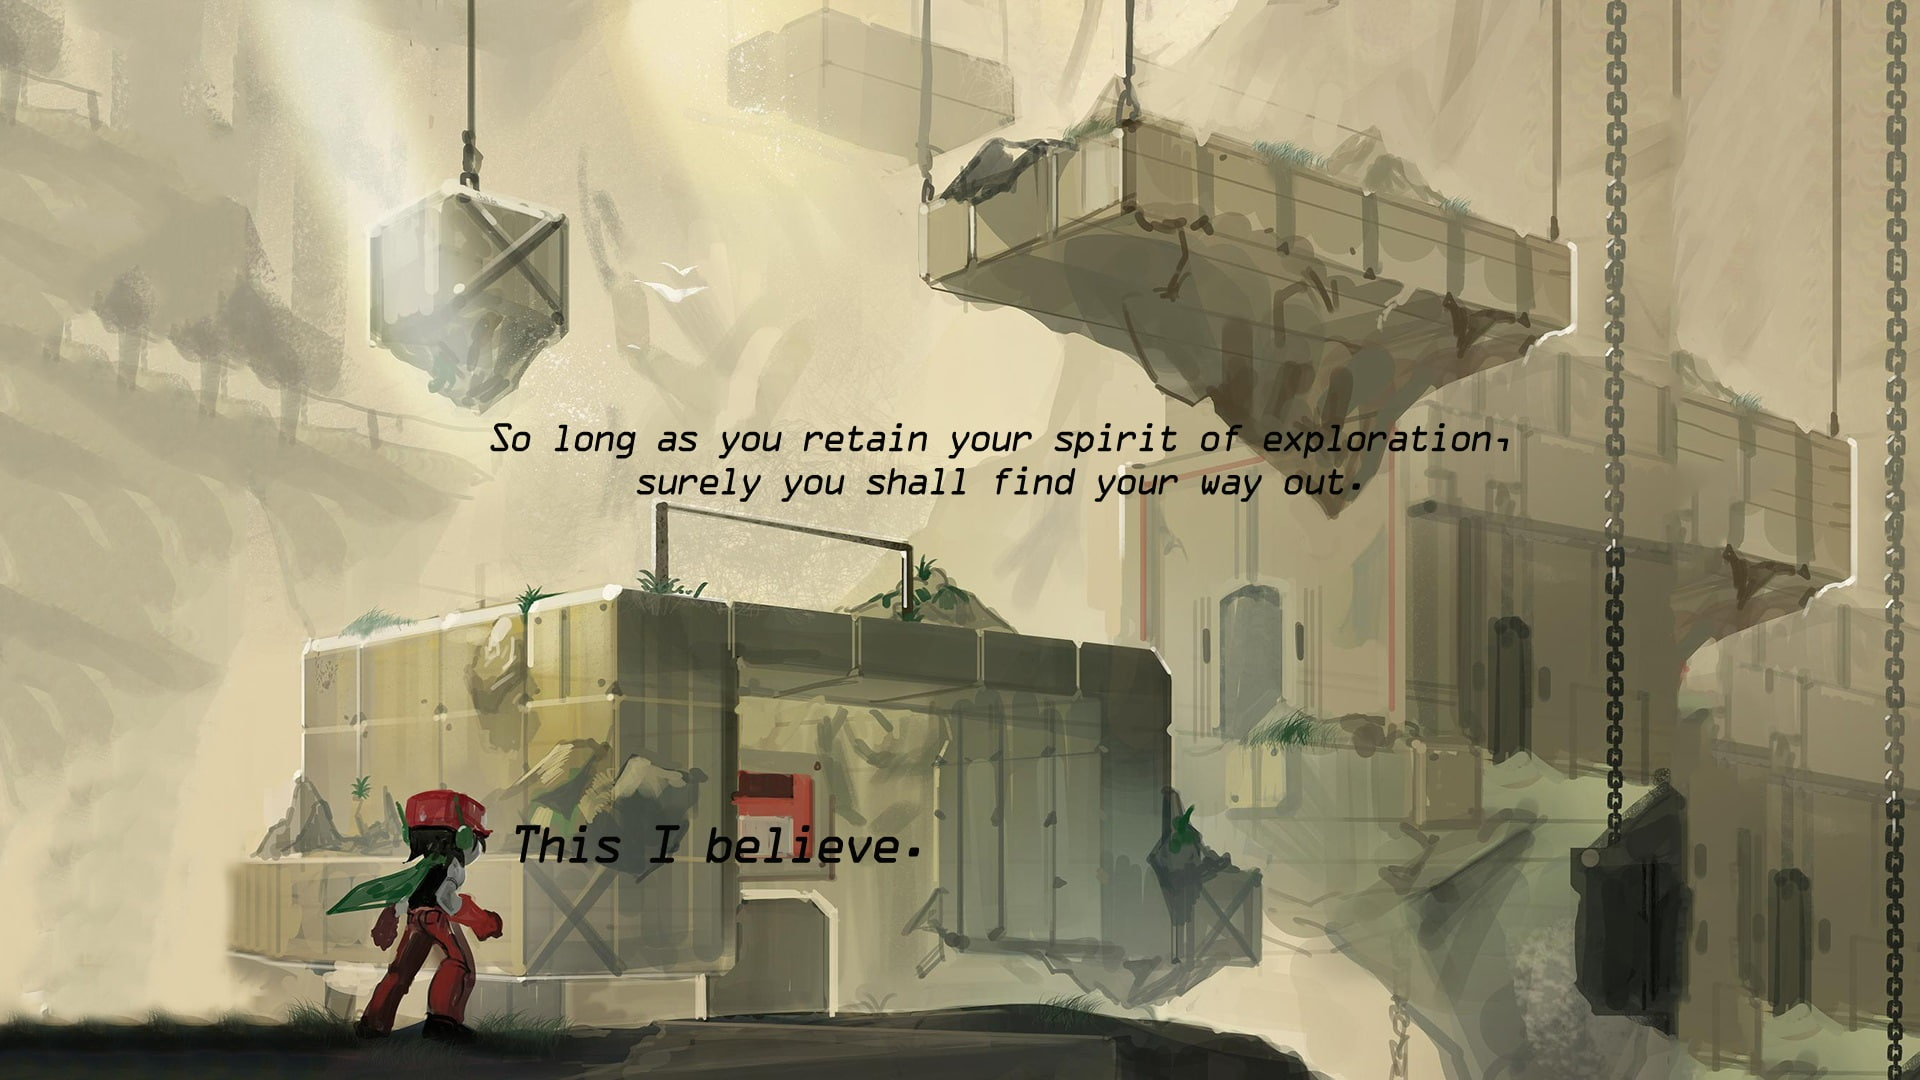 So long as you retain your spirit of exploration,
surely you shall find your way out.
This I believe.